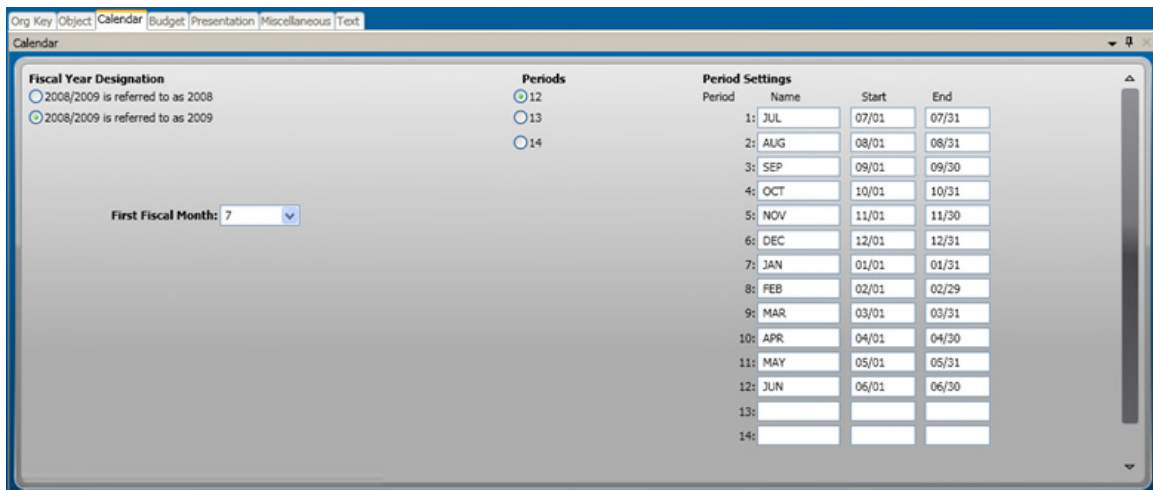 Org Key Object Calendar Budget Presentation Miscellaneous Text
Calendar
Fiscal Year Designation Periods Period Settings
2008/2009 is referred to as 2008 12 Period Name Start End
2008/2009 is referred to as 2009 13 1: JUL 07/01 07/31
14 2: AUG 08/01 08/31
3: SEP 09/01 09/30
4: OCT 10/01 10/31
First Fiscal Month: 7 5: NOV 11/01 11/30
6: DEC 12/01 12/31
7: JAN 01/01 01/31
8: FEB 02/01 02/29
9: MAR 03/01 03/31
10: APR 04/01 04/30
11: MAY 05/01 05/31
12: JUN 06/01 06/30
13:
14: